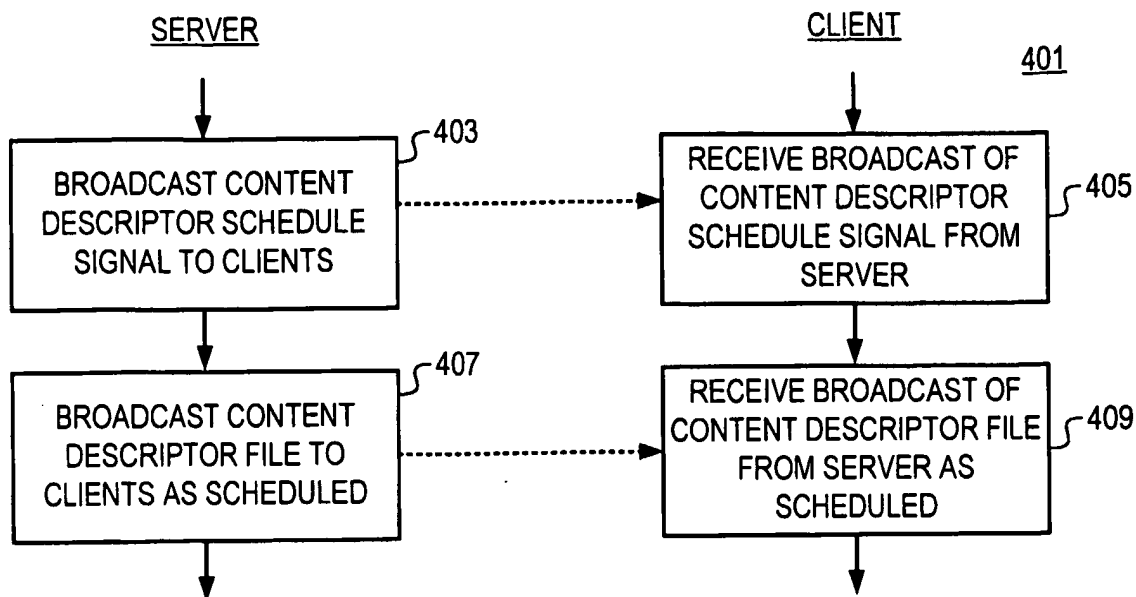 SERVER
CLIENT
401
403
BROADCAST CONTENT
DESCRIPTOR SCHEDULE
SIGNAL TO CLIENTS
RECEIVE BROADCAST OF
CONTENT DESCRIPTOR
SCHEDULE SIGNAL FROM
SERVER
405
407
BROADCAST CONTENT
DESCRIPTOR FILE TO
CLIENTS AS SCHEDULED
RECEIVE BROADCAST OF
CONTENT DESCRIPTOR FILE
FROM SERVER AS
SCHEDULED
409